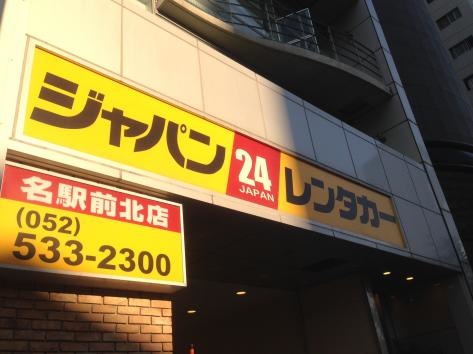 ジャパン
24
JAPAN
レンタカー
名駅前北店
(052)
533-2300